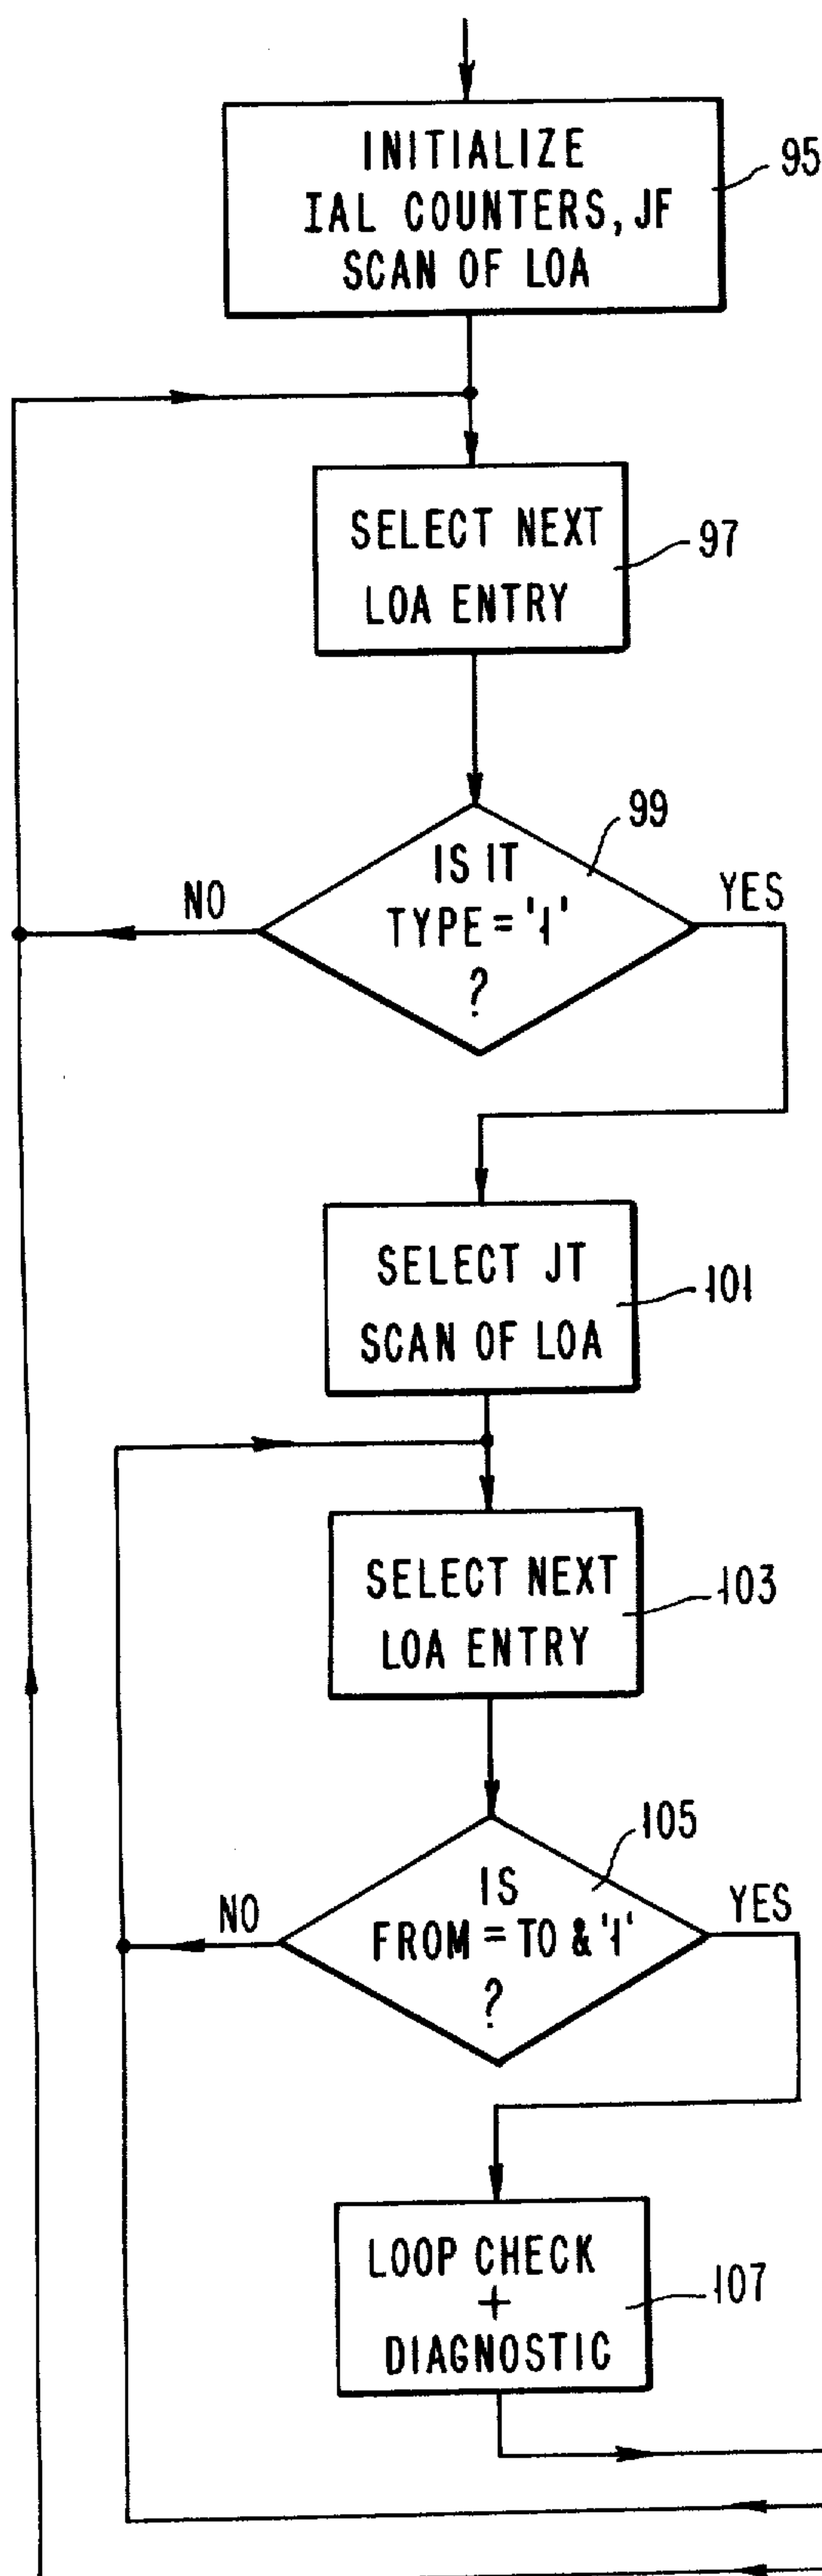 INITIALIZE
IAL COUNTERS, JF
SCAN OF LOA
95
SELECT NEXT
LOA ENTRY
97
99
IS IT
TYPE = '1'
?
NO
YES
SELECT JT
SCAN OF LOA
101
SELECT NEXT
LOA ENTRY
103
105
IS
FROM = TO & '1'
?
NO
YES
LOOP CHECK
+
DIAGNOSTIC
107